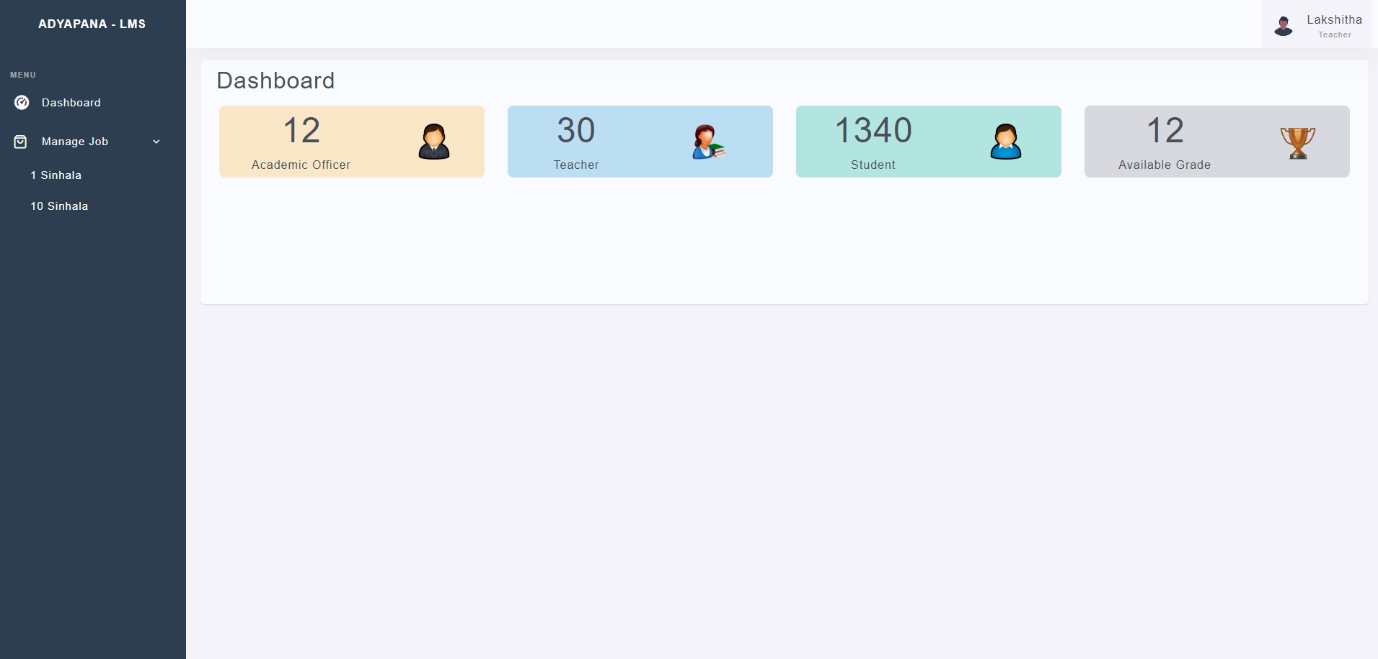 ADYAPANA - LMS
Lakshitha
Teacher
MENU
Dashboard
Manage Job
1 Sinhala
10 Sinhala
Dashboard
12
Academic Officer
30
Teacher
1340
Student
12
Available Grade